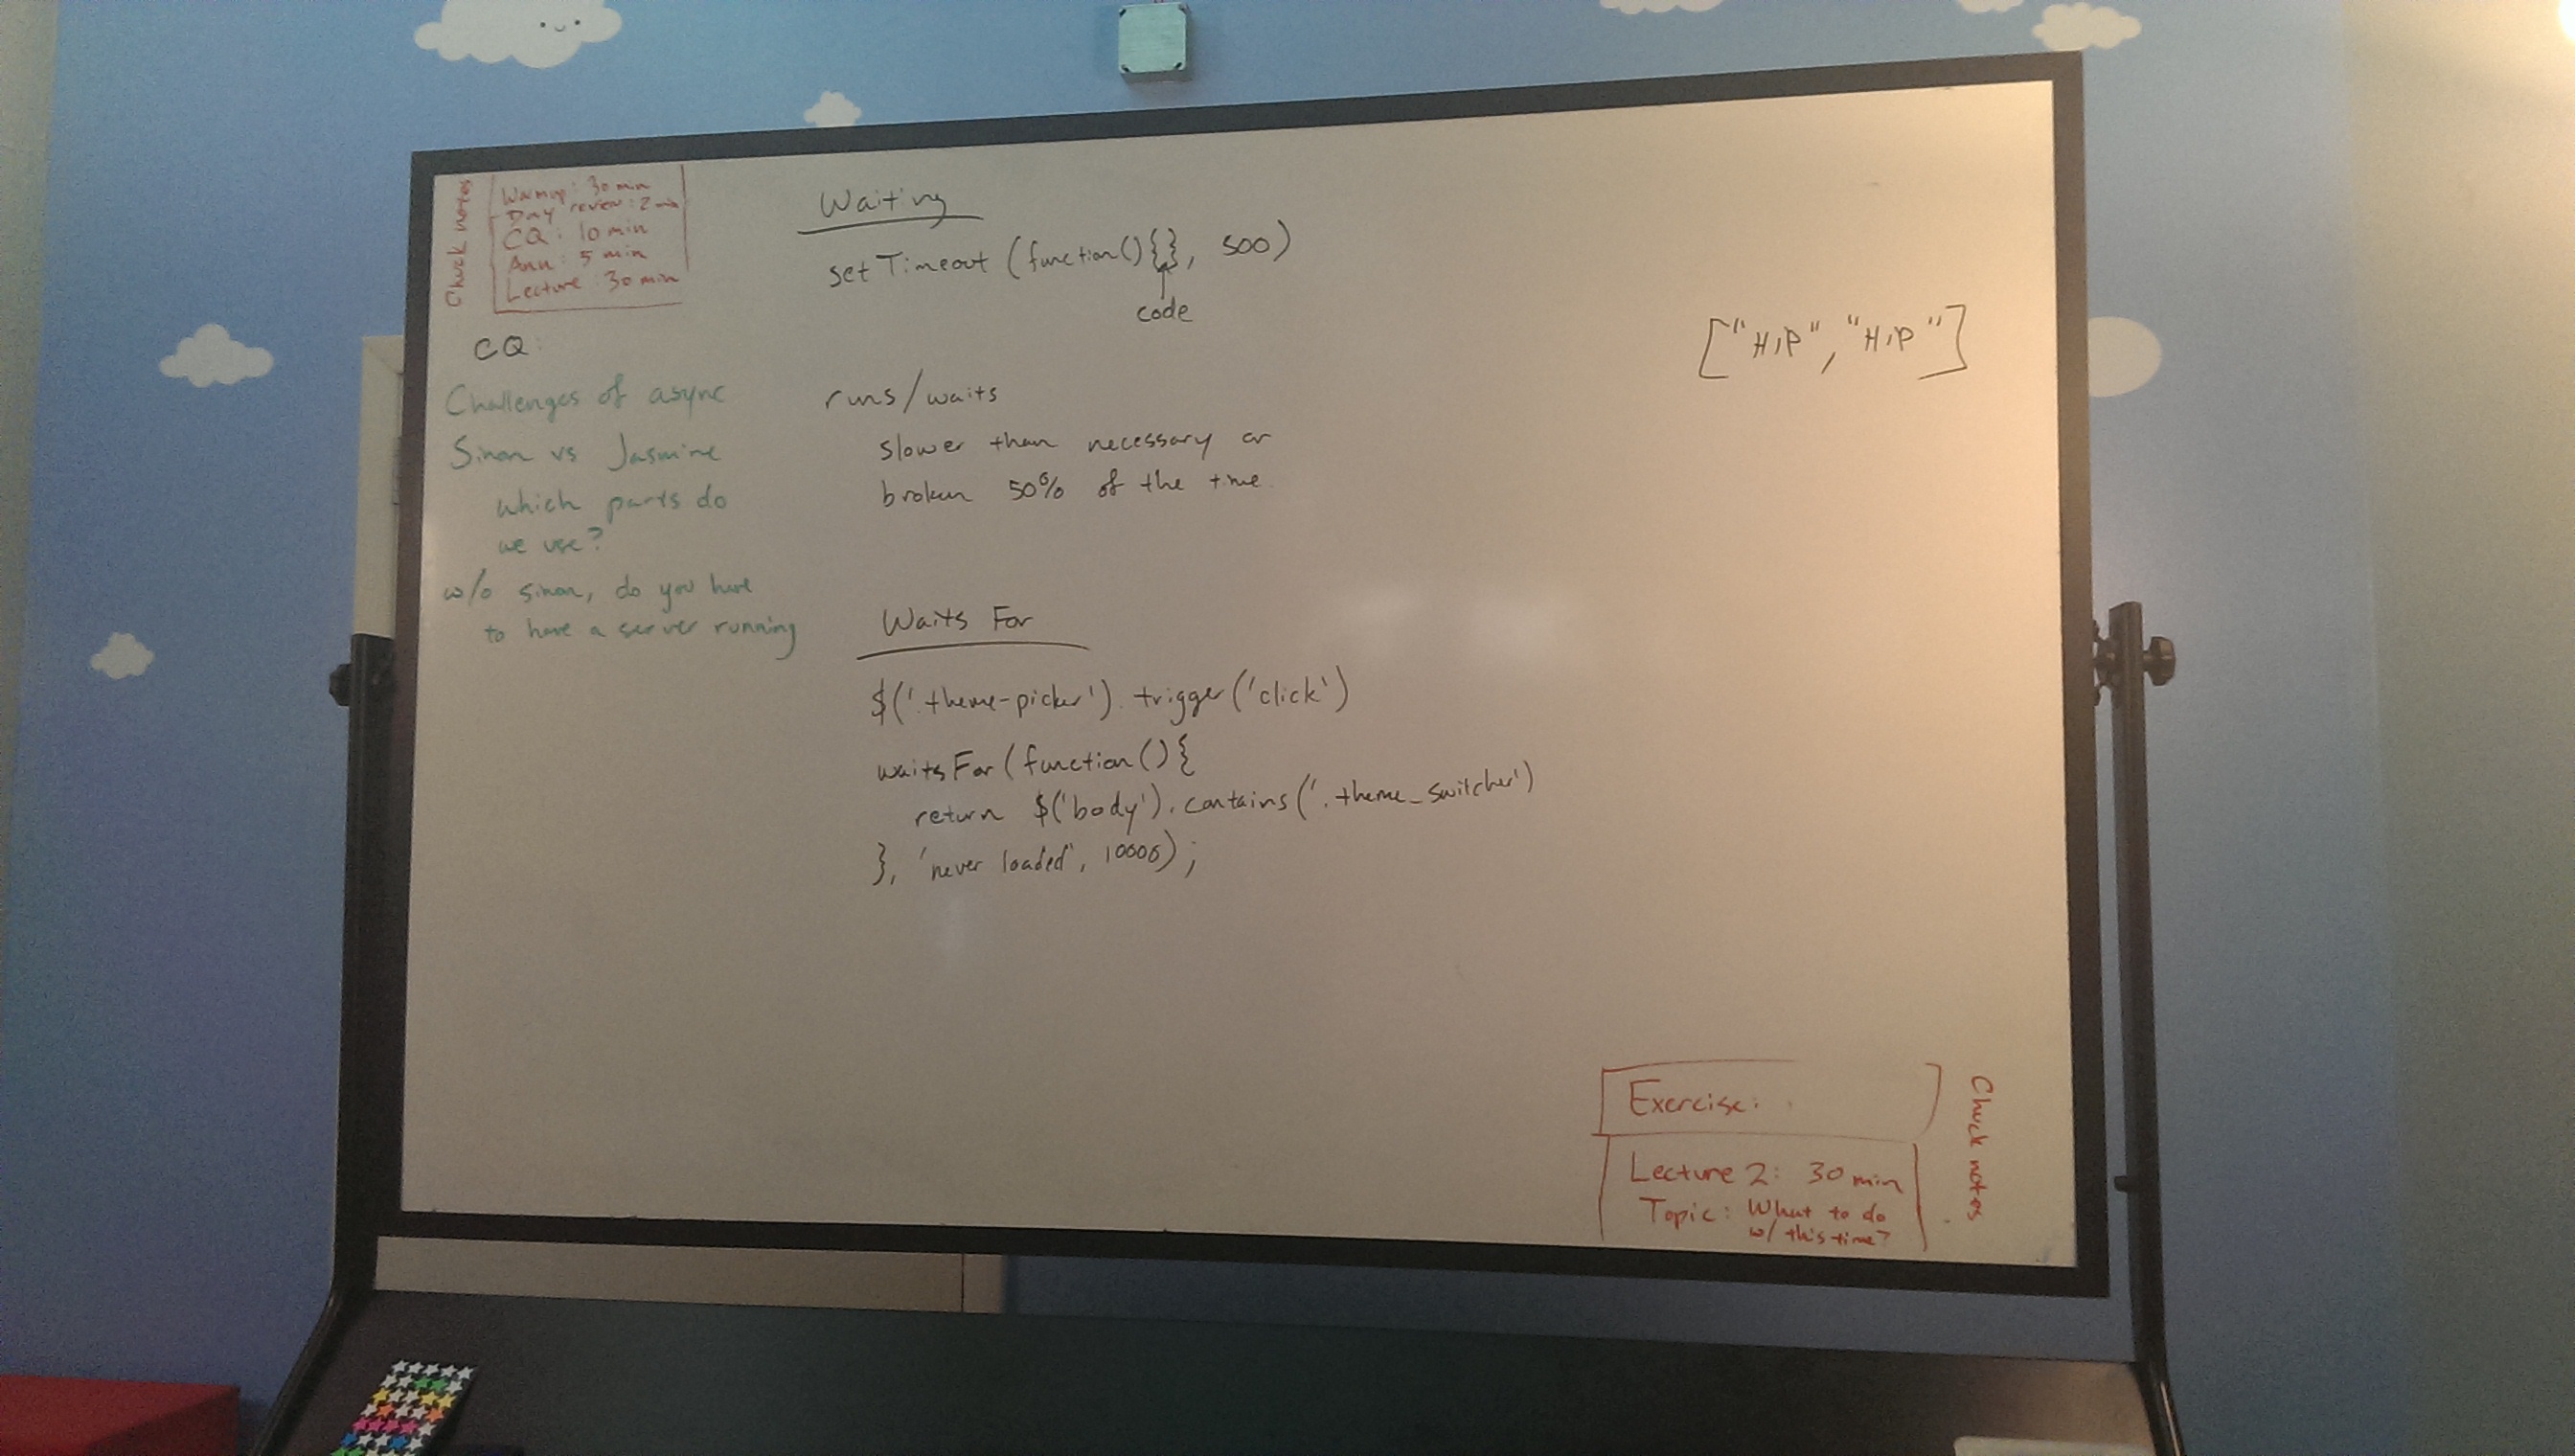 Chuck notes
Warmup: 30 min
Day review: 2 min
CQ: 10 min
Ann: 5 min
Lecture: 30 min
CQ:
Challenges of async
Sinon vs Jasmine
which parts do
we use?
w/o sinon, do you have
to have a server running
Waiting
setTimeout (function(){}, 500)
code
runs/waits
slower than necessary or
broken 50% of the time.
Waits For
$('.theme-picker').trigger('click')
waitsFor(function(){
return $('body').contains('.theme_switcher')
}, 'never loaded', 10000);
["HIP", "HIP"]
Exercise:
Lecture 2: 30 min
Topic: What to do
w/ this time?
Chuck notes